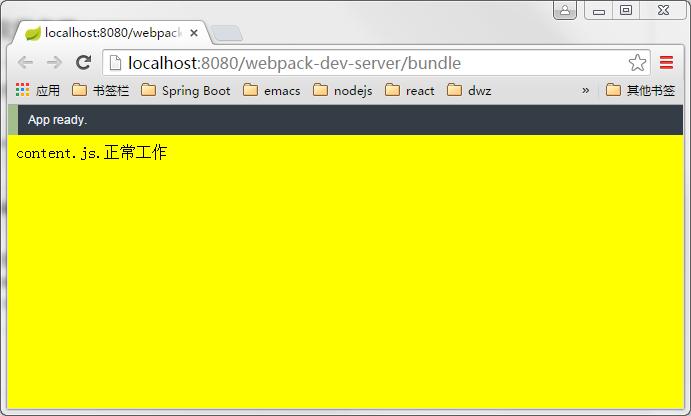 localhost:8080/webpack
localhost:8080/webpack-dev-server/bundle
应用 书签栏 Spring Boot emacs nodejs react dwz » 其他书签
App ready.
content.js.正常工作